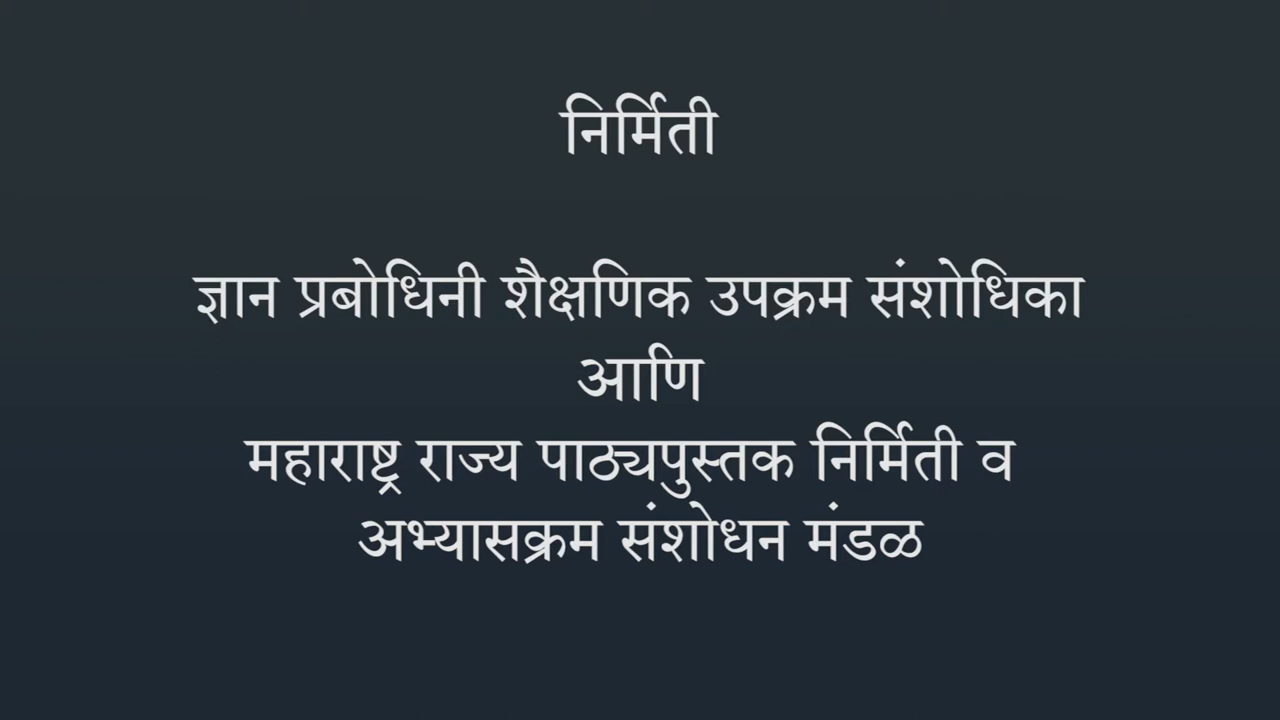 निर्मिती
ज्ञान प्रबोधिनी शैक्षणिक उपक्रम संशोधिका
आणि
महाराष्ट्र राज्य पाठ्यपुस्तक निर्मिती व
अभ्यासक्रम संशोधन मंडळ